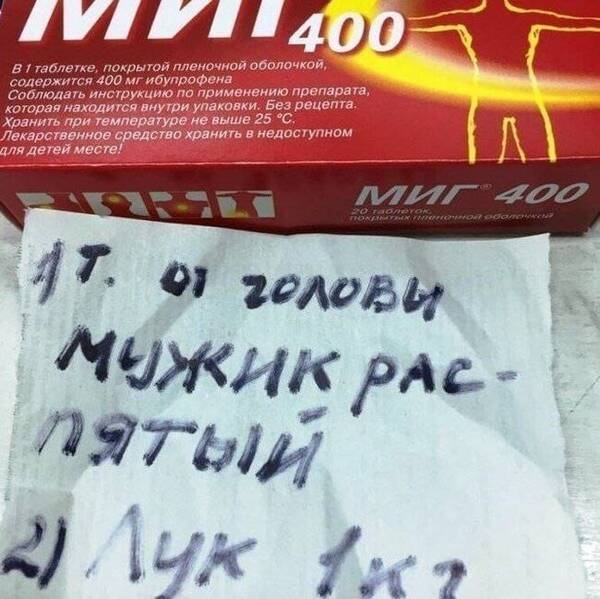 МИГ 400
В 1 таблетке, покрытой пленочной оболочкой,
содержится 400 мг ибупрофена
Соблюдать инструкцию по применению препарата,
которая находится внутри упаковки. Без рецепта.
Хранить при температуре не выше 25 °C.
Лекарственное средство хранить в недоступном
для детей месте!
МИГ® 400
20 таблеток,
покрытых пленочной оболочкой
1) Т. от головы
МУЖИК РАС-
ПЯТЫЙ
2) Лук 1 кг